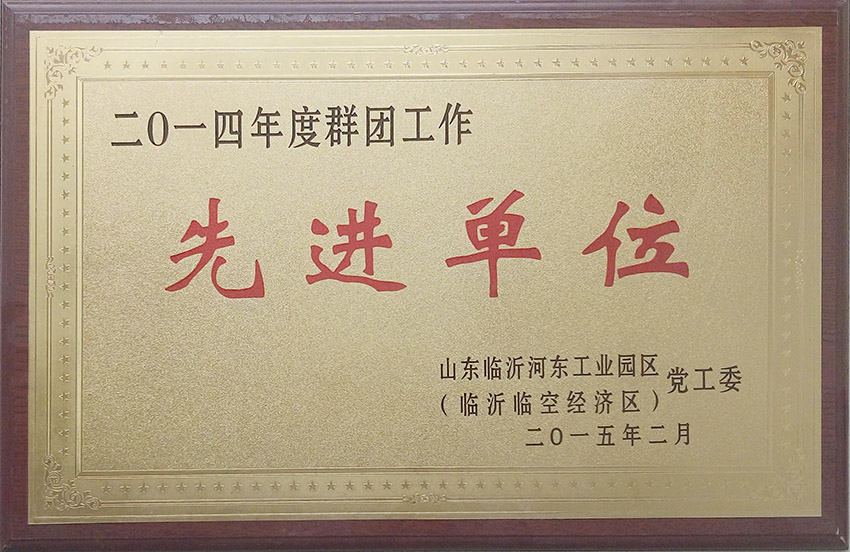 二0一四年度群团工作
先进单位
山东临沂河东工业园区
(临沂临空经济区)
党工委
二0一五年二月